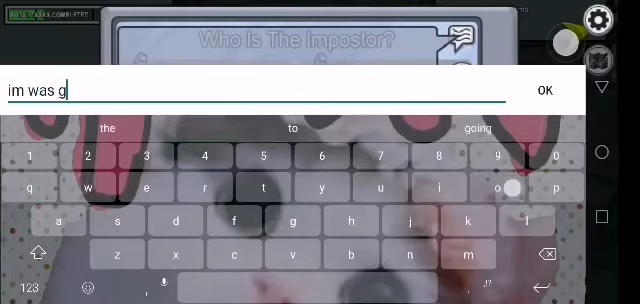 TOTAL TASKS COMPLETED
Who Is The Impostor?
im was g
OK
the to going
1 2 3 4 5 6 7 8 9 0
q w e r t y u i o p
a s d f g h j k l
z x c v b n m
123 , .!?